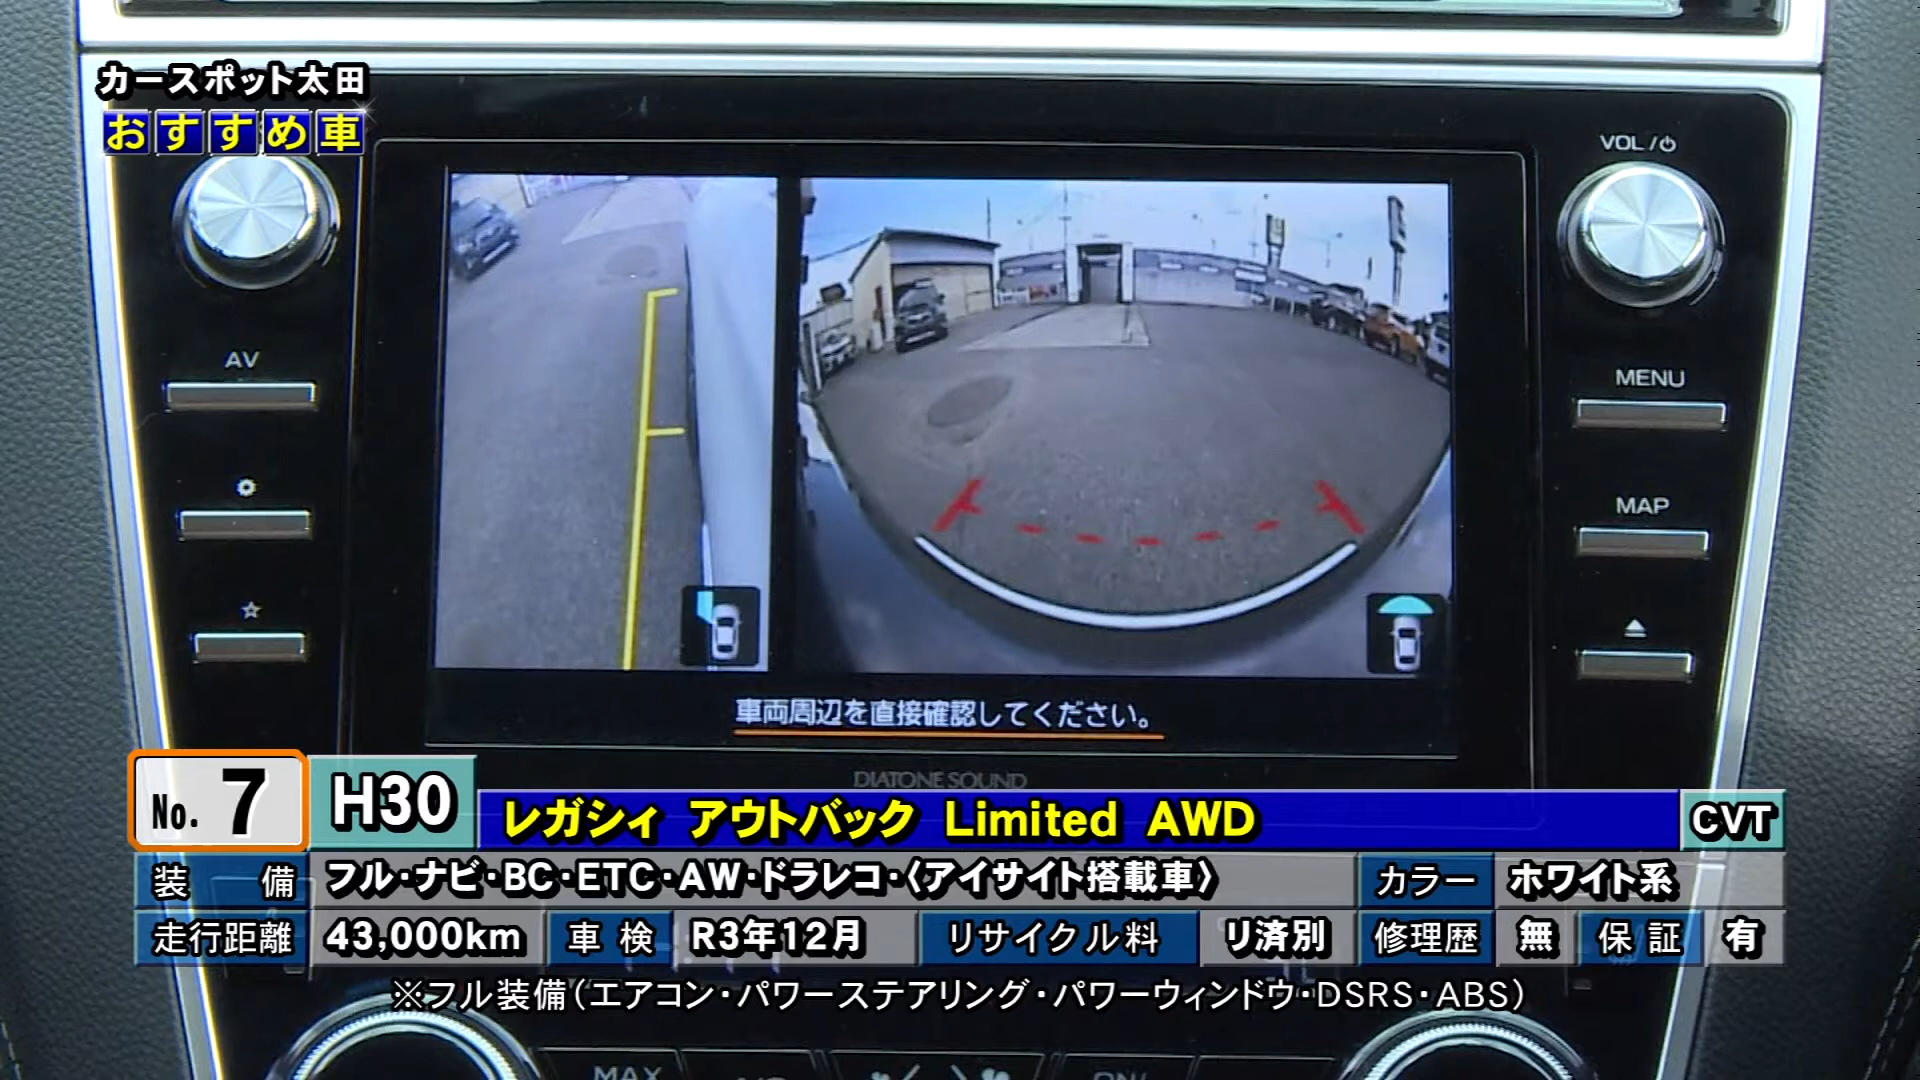 カースポット太田
おすすめ車
VOL
AV
MENU
MAP
車両周辺を直接確認してください。
DIATONE SOUND
No. 7
H30
レガシィ アウトバック Limited AWD
CVT
装 備
フル・ナビ・BC・ETC・AW・ドラレコ・〈アイサイト搭載車〉
カラー
ホワイト系
走行距離
43,000km
車 検
R3年12月
リサイクル料
リ済別
修理歴
無
保 証
有
※フル装備（エアコン・パワーステアリング・パワーウィンドウ・DSRS・ABS）
MAX